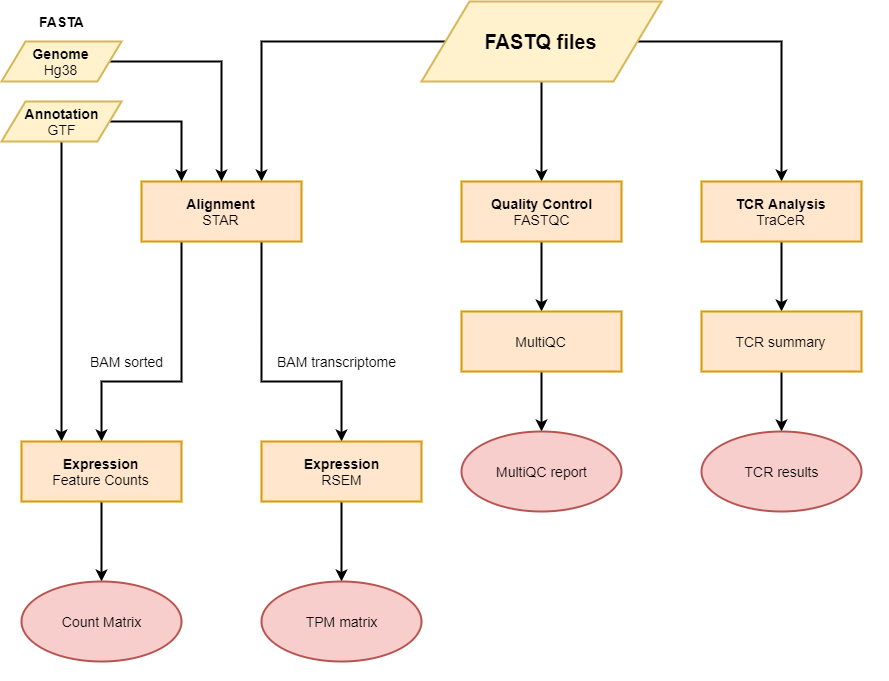 FASTA
FASTQ files
Genome
Hg38
Annotation
GTF
Alignment
STAR
Quality Control
FASTQC
TCR Analysis
TraCeR
MultiQC
TCR summary
BAM sorted
BAM transcriptome
Expression
Feature Counts
Expression
RSEM
MultiQC report
TCR results
Count Matrix
TPM matrix